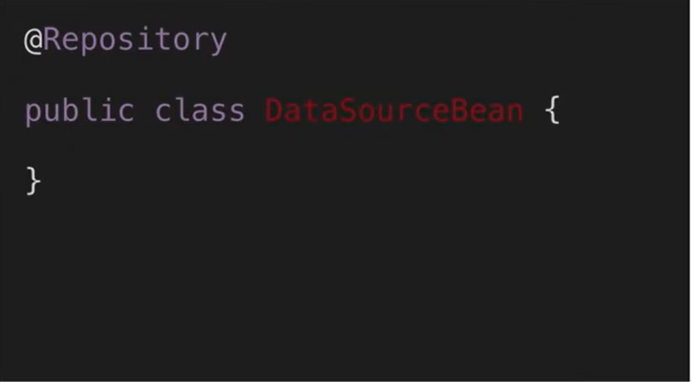 @Repository
public class DataSourceBean {
}